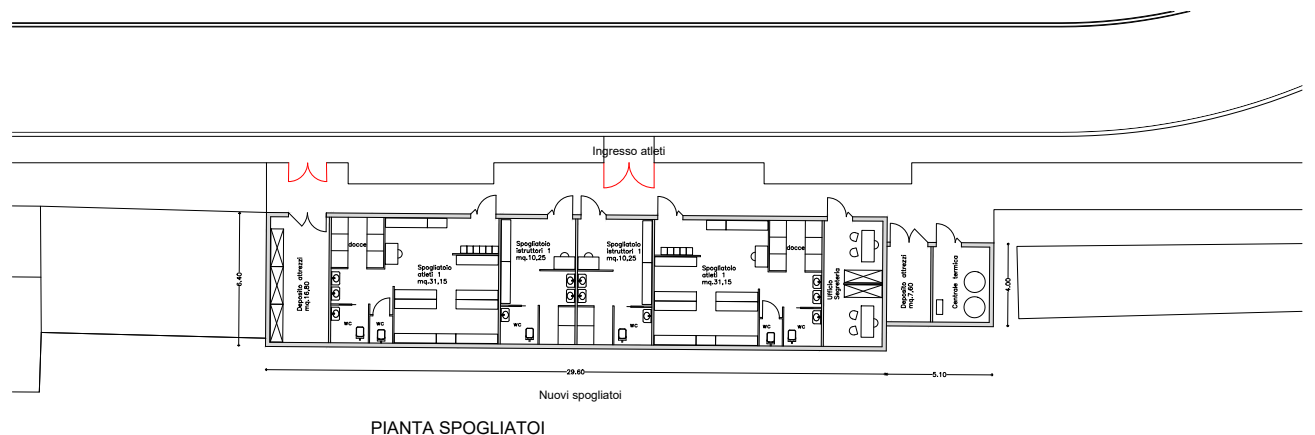 Ingresso atleti
docce
Spogliatoio
istruttori 1
mq.10,25
Spogliatoio
istruttori 1
mq.10,25
docce
Spogliatoio
atleti 1
mq.31,15
Spogliatoio
atleti 1
mq.31,15
Deposito attrezzi
mq.16,80
Ufficio
Segreteria
Deposito attrezzi
mq.7,60
Centrale termica
6.40
4.00
wc
wc
wc
wc
wc
wc
29.60
5.10
Nuovi spogliatoi
PIANTA SPOGLIATOI